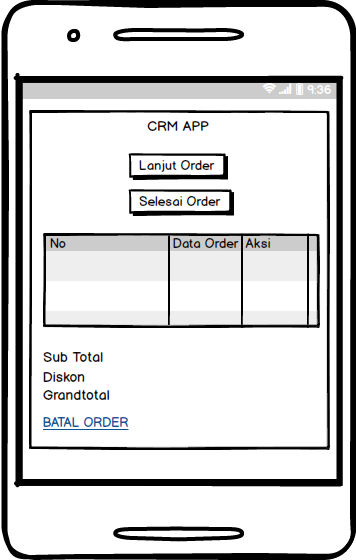 9:36
CRM APP
Lanjut Order
Selesai Order
No Data Order Aksi
Sub Total
Diskon
Grandtotal
BATAL ORDER